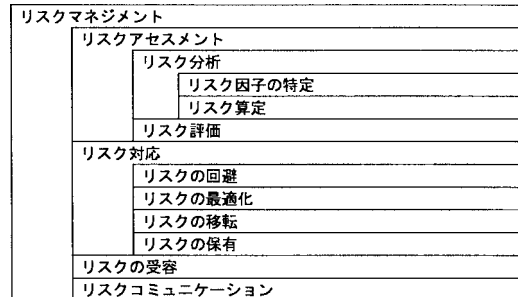 リスクマネジメント
リスクアセスメント
リスク分析
リスク因子の特定
リスク算定
リスク評価
リスク対応
リスクの回避
リスクの最適化
リスクの移転
リスクの保有
リスクの受容
リスクコミュニケーション